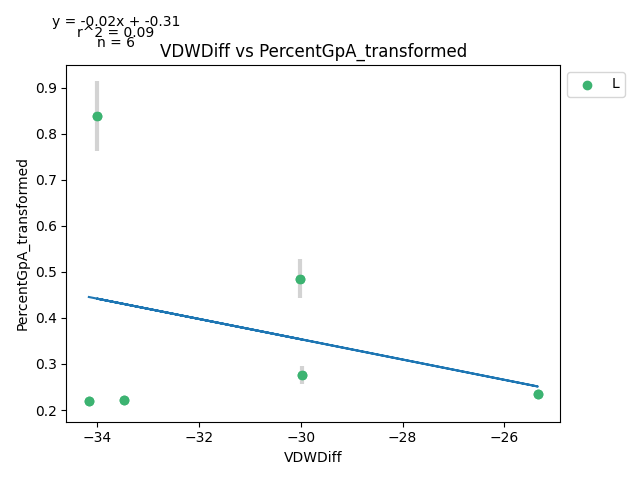 y = -0.02x + -0.31
r^2 = 0.09
n = 6
VDWDiff vs PercentGpA_transformed
L
PercentGpA_transformed
0.9
0.8
0.7
0.6
0.5
0.4
0.3
0.2
−34
−32
−30
−28
−26
VDWDiff